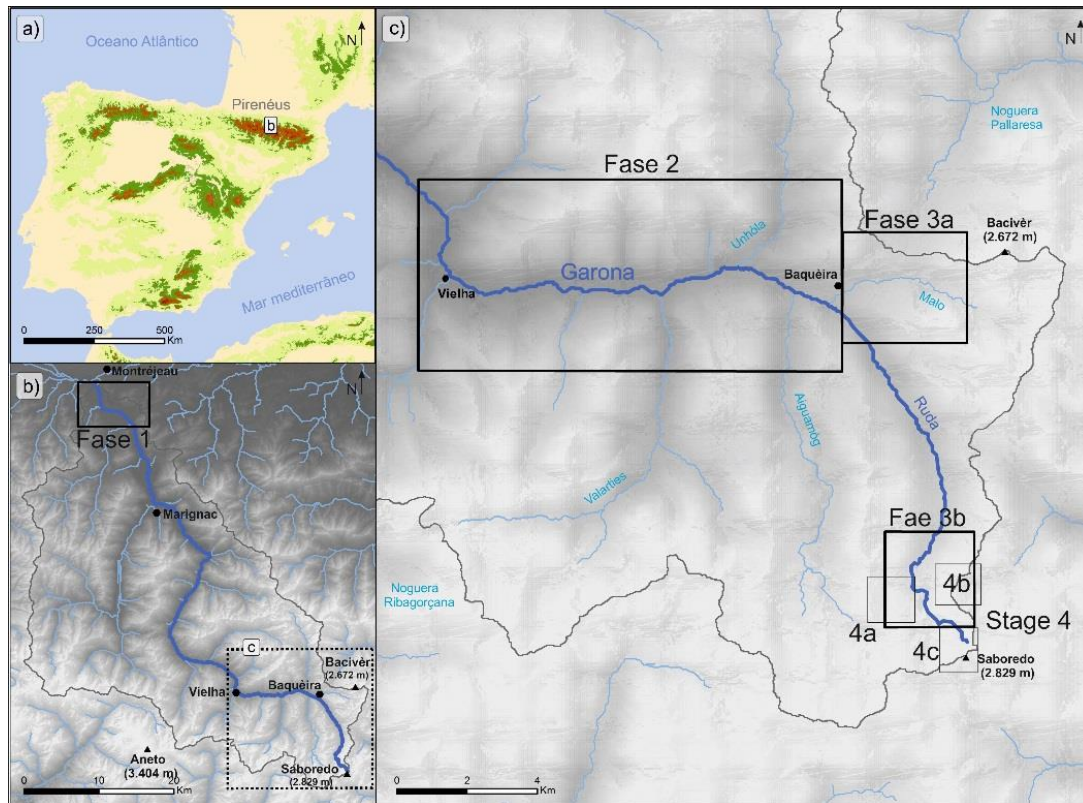 a)
Oceano Atlântico
N
Pirenéus
b
Mar mediterrâneo
0 250 500
Km
b)
Montréjeau
N
Fase 1
Marignac
c
Bacivèr
(2.672 m)
Vielha
Baquèira
Aneto
(3.404 m)
Saboredo
(2.829 m)
0 10 20
Km
c)
N
Noguera
Pallaresa
Fase 2
Fase 3a
Bacivèr
(2.672 m)
Unhòla
Garona
Baquèira
Vielha
Malo
Ruda
Aiguamòg
Valarties
Fae 3b
Noguera
Ribagorçana
4b
4a
Stage 4
4c
Saboredo
(2.829 m)
0 2 4
Km